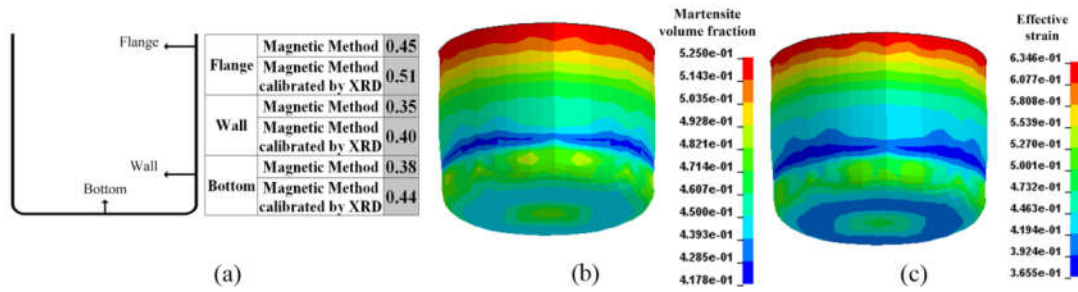 Flange
Wall
Bottom
Flange
Magnetic Method 0.45
Magnetic Method
calibrated by XRD 0.51
Wall
Magnetic Method 0.35
Magnetic Method
calibrated by XRD 0.40
Bottom
Magnetic Method 0.38
Magnetic Method
calibrated by XRD 0.44
(a)
Martensite
volume fraction
5.250e-01
5.143e-01
5.035e-01
4.928e-01
4.821e-01
4.714e-01
4.607e-01
4.500e-01
4.393e-01
4.285e-01
4.178e-01
(b)
Effective
strain
6.346e-01
6.077e-01
5.808e-01
5.539e-01
5.270e-01
5.001e-01
4.732e-01
4.463e-01
4.194e-01
3.924e-01
3.655e-01
(c)